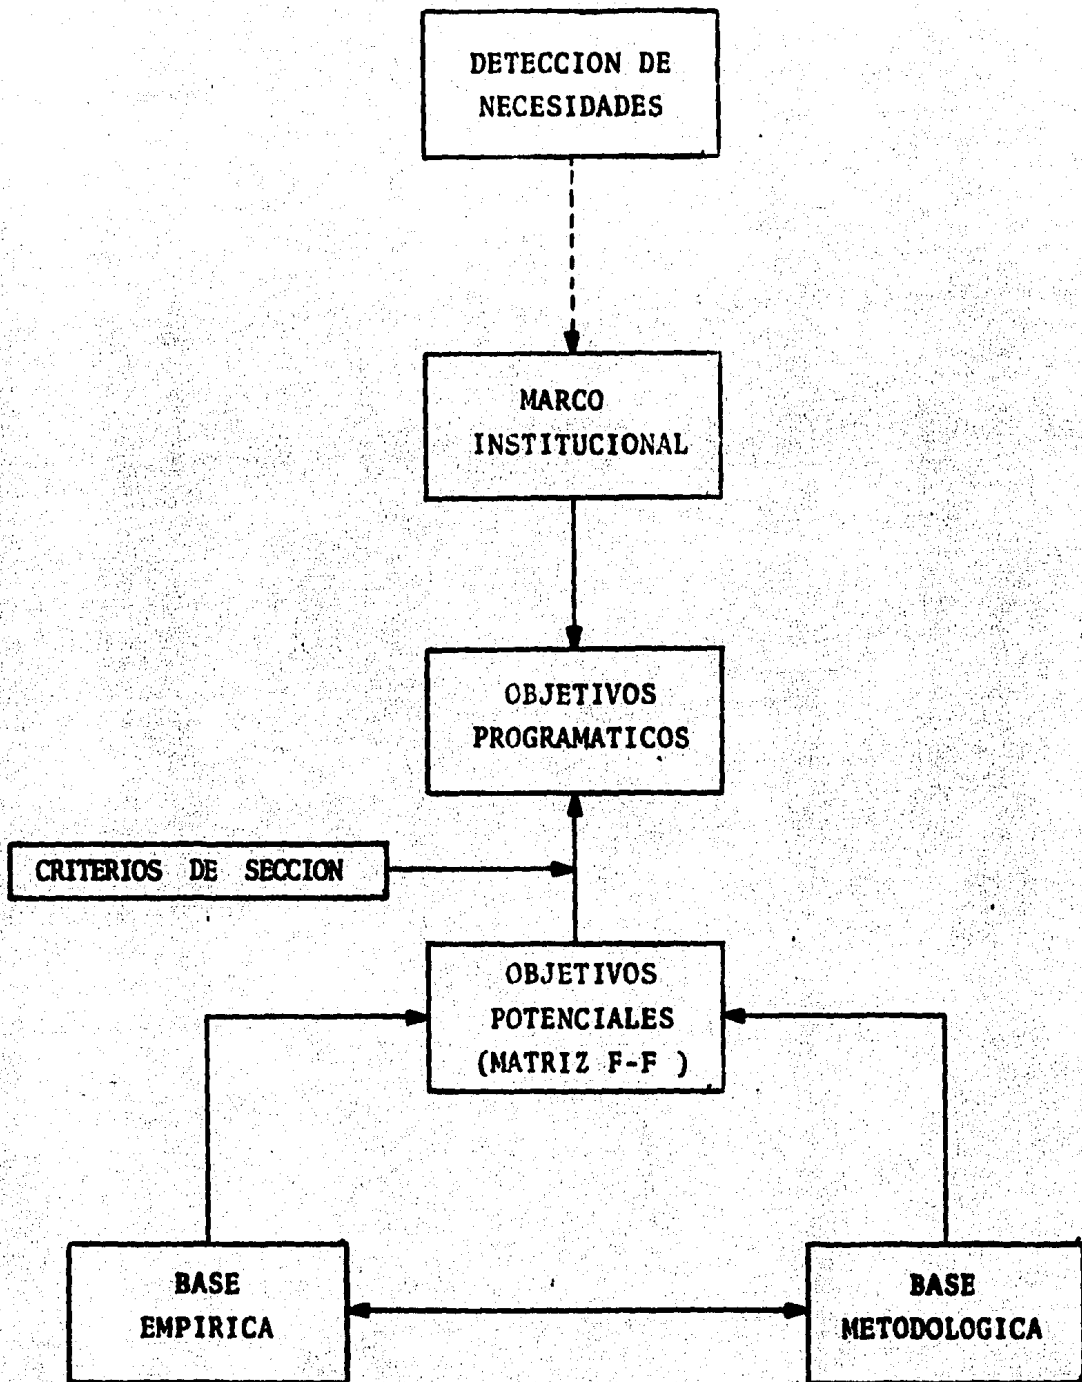 DETECCION DE
NECESIDADES
MARCO
INSTITUCIONAL
OBJETIVOS
PROGRAMATICOS
CRITERIOS DE SECCION
OBJETIVOS
POTENCIALES
(MATRIZ F-F )
BASE
EMPIRICA
BASE
METODOLOGICA